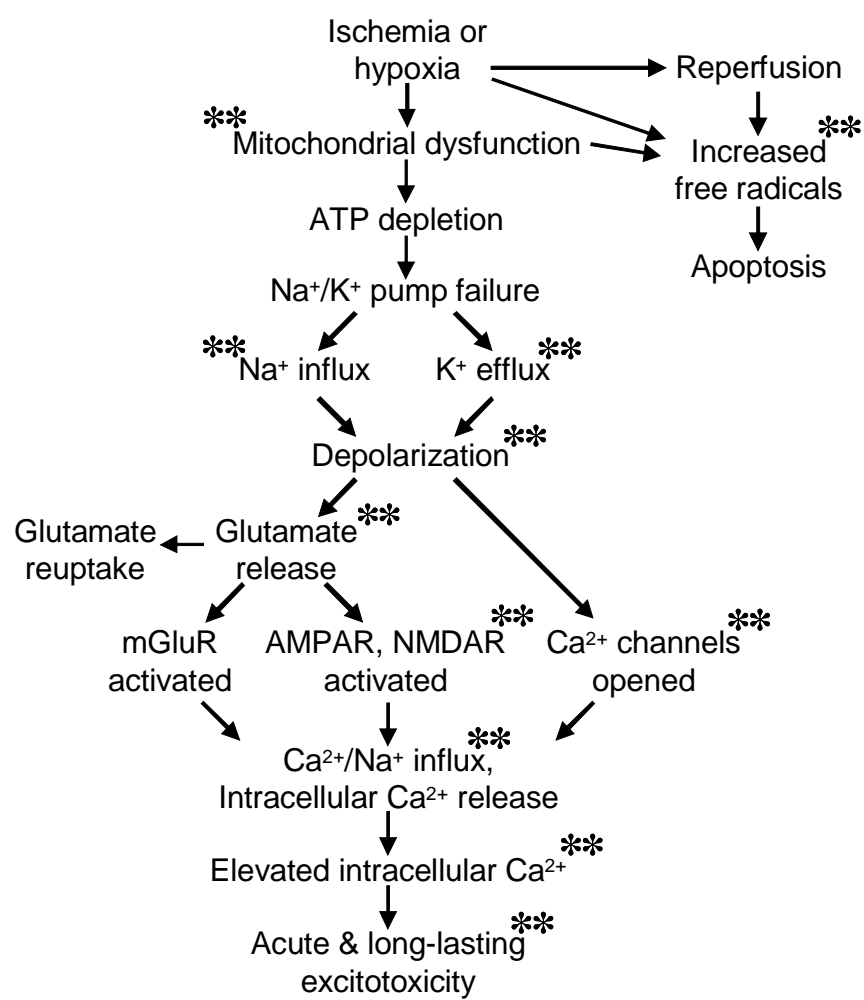 Ischemia or
hypoxia
Reperfusion
** Mitochondrial dysfunction
Increased **
free radicals
ATP depletion
Apoptosis
Na⁺/K⁺ pump failure
** Na⁺ influx
K⁺ efflux **
Depolarization **
Glutamate
reuptake
Glutamate **
release
mGluR
activated
AMPAR, NMDAR **
activated
Ca²⁺ channels **
opened
Ca²⁺/Na⁺ influx, **
Intracellular Ca²⁺ release
Elevated intracellular Ca²⁺ **
Acute & long-lasting **
excitotoxicity